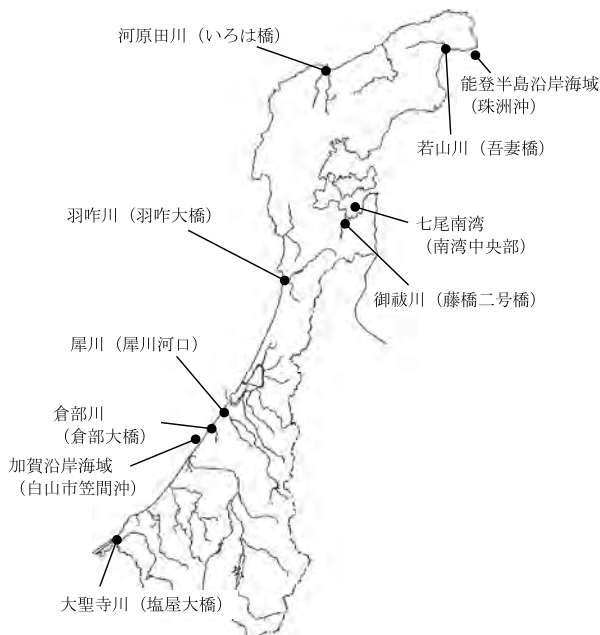 河原田川（いろは橋）
能登半島沿岸海域
（珠洲沖）
若山川（吾妻橋）
羽咋川（羽咋大橋）
七尾南湾
（南湾中央部）
御祓川（藤橋二号橋）
犀川（犀川河口）
倉部川
（倉部大橋）
加賀沿岸海域
（白山市笠間沖）
大聖寺川（塩屋大橋）